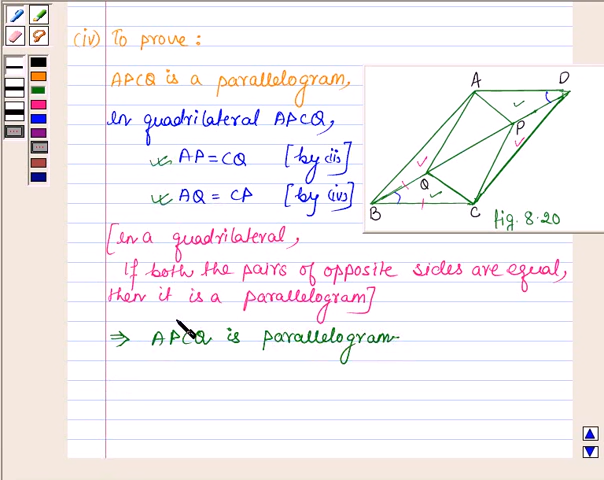 (iv) To prove :
APCQ is a parallelogram,
In quadrilateral APCQ,
AP = CQ [by (i)]
AQ = CP [by (iv)]
[In a quadrilateral,
If both the pairs of opposite sides are equal,
then it is a parallelogram]
⇒ APCQ is parallelogram.
A D
P
Q
B C
fig. 8.20